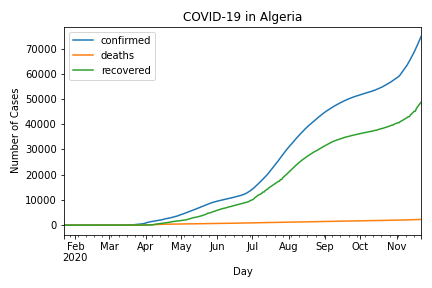 COVID-19 in Algeria
confirmed
deaths
recovered
70000
60000
50000
40000
30000
20000
10000
0
Number of Cases
Feb Mar Apr May Jun Jul Aug Sep Oct Nov
2020
Day